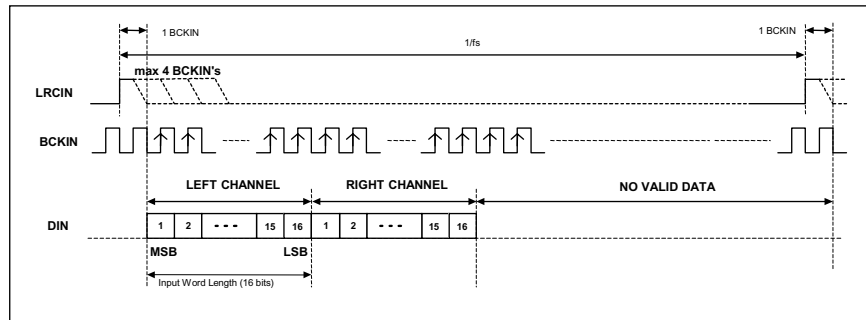 1 BCKIN
1 BCKIN
1/fs
max 4 BCKIN's
LRCIN
BCKIN
LEFT CHANNEL
RIGHT CHANNEL
NO VALID DATA
DIN
1 2 - - - 15 16 1 2 - - - 15 16
MSB
LSB
Input Word Length (16 bits)